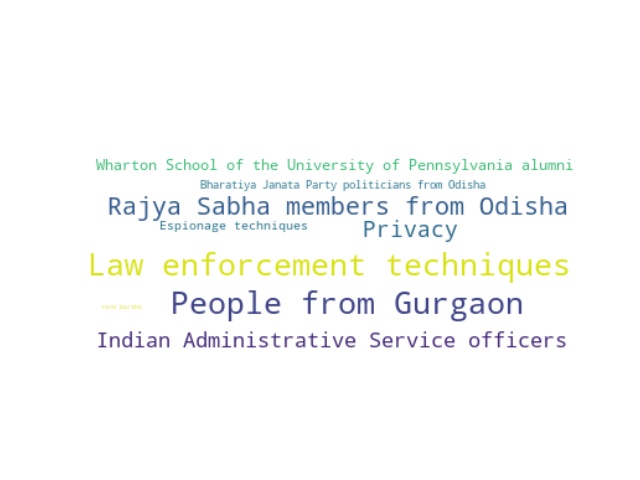 Wharton School of the University of Pennsylvania alumni
Bharatiya Janata Party politicians from Odisha
Rajya Sabha members from Odisha
Espionage techniques
Privacy
Law enforcement techniques
People from Gurgaon
Indian Administrative Service officers